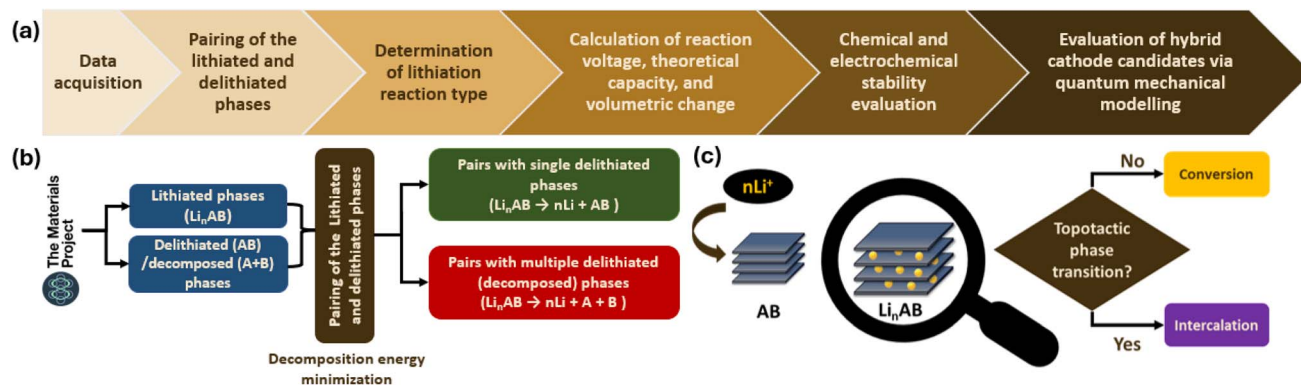 (a)
Data
acquisition
Pairing of the
lithiated and
delithiated
phases
Determination
of lithiation
reaction type
Calculation of reaction
voltage, theoretical
capacity, and
volumetric change
Chemical and
electrochemical
stability
evaluation
Evaluation of hybrid
cathode candidates via
quantum mechanical
modelling
(b)
The Materials
Project
Lithiated phases
(LiₙAB)
Delithiated (AB)
/decomposed (A+B)
phases
Pairing of the Lithiated
and delithiated phases
Decomposition energy
minimization
Pairs with single delithiated
phases
(LiₙAB → nLi + AB )
Pairs with multiple delithiated
(decomposed) phases
(LiₙAB → nLi + A + B )
(c)
nLi⁺
AB
LiₙAB
Topotactic
phase
transition?
No
Conversion
Yes
Intercalation